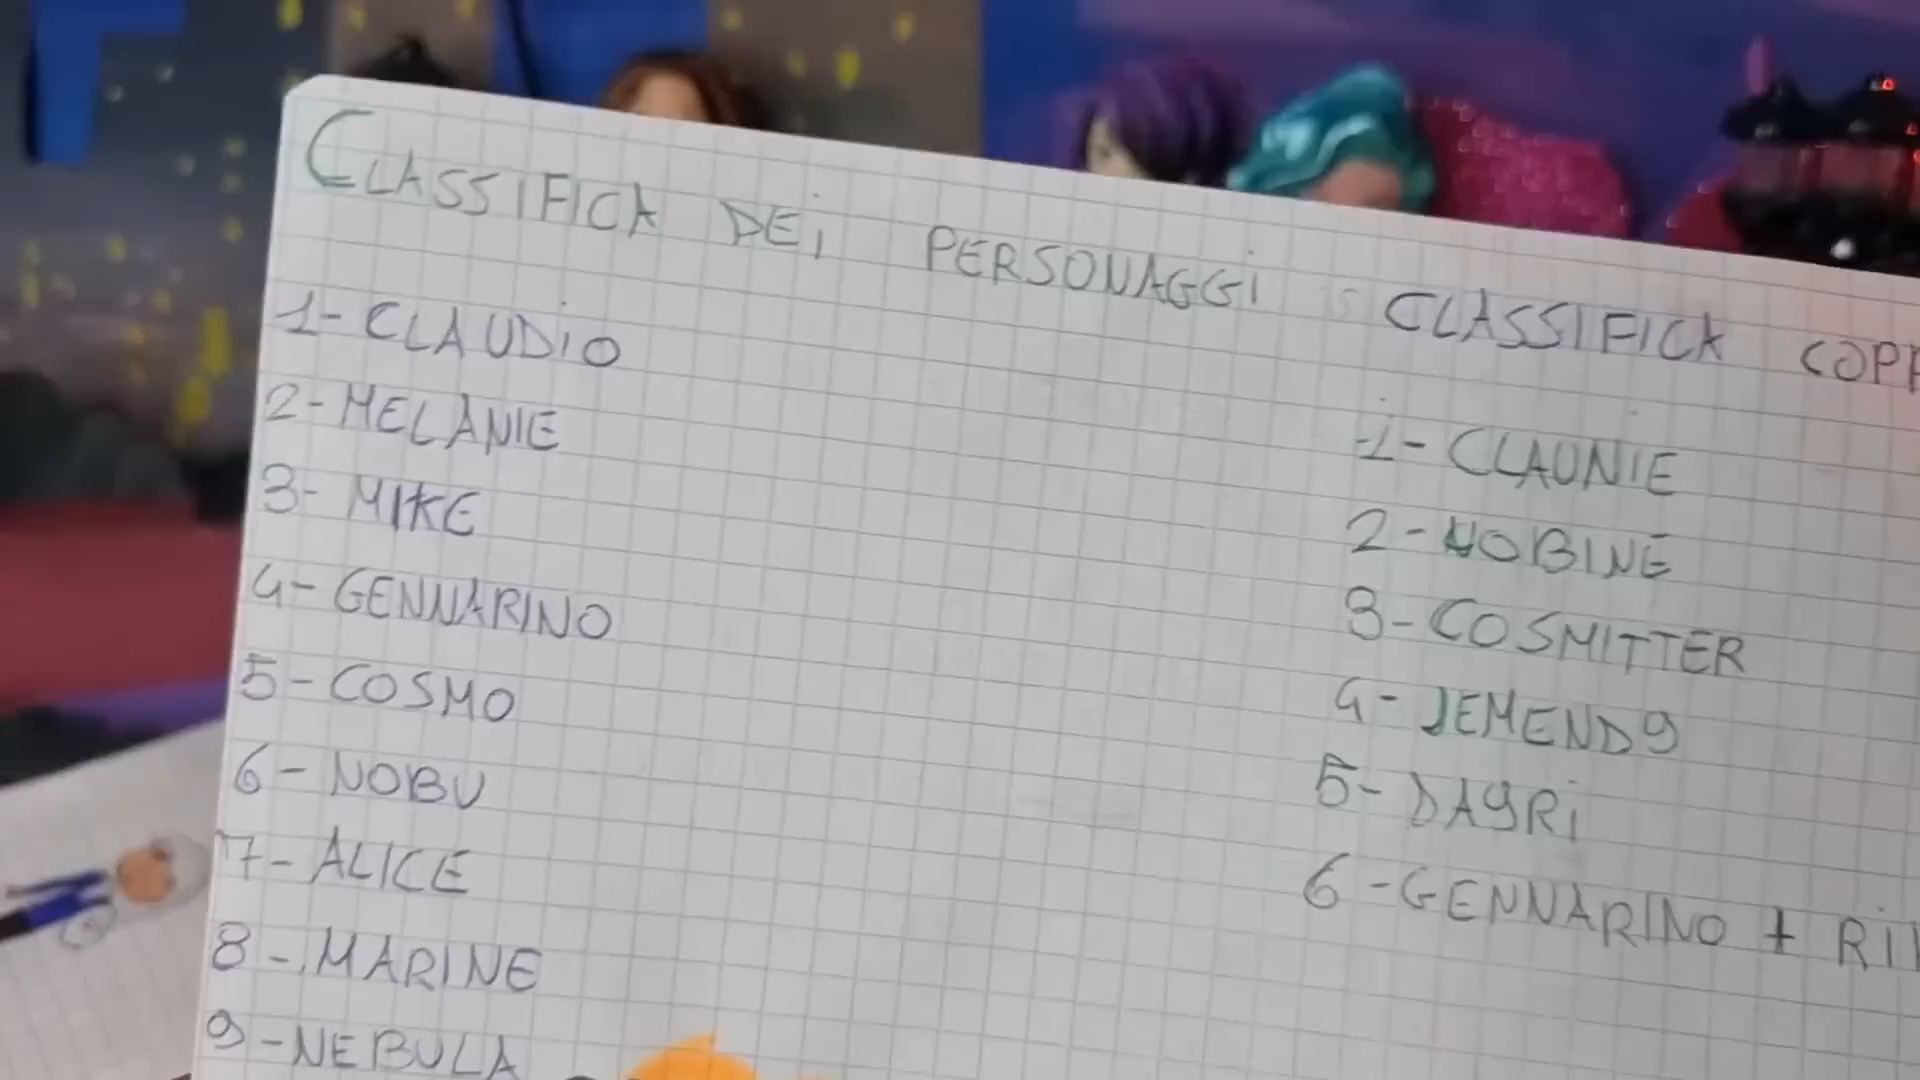 CLASSIFICA DEI PERSONAGGI
1-CLAUDIO
2-MELANIE
3-MIKE
4-GENNARINO
5-COSMO
6-NOBU
7-ALICE
8-MARINE
9-NEBULA
CLASSIFICA
1-CLAUNIE
2-NOBINE
3-COSMITTER
4-JEMENDY
5-DAYRI
6-GENNARINO +